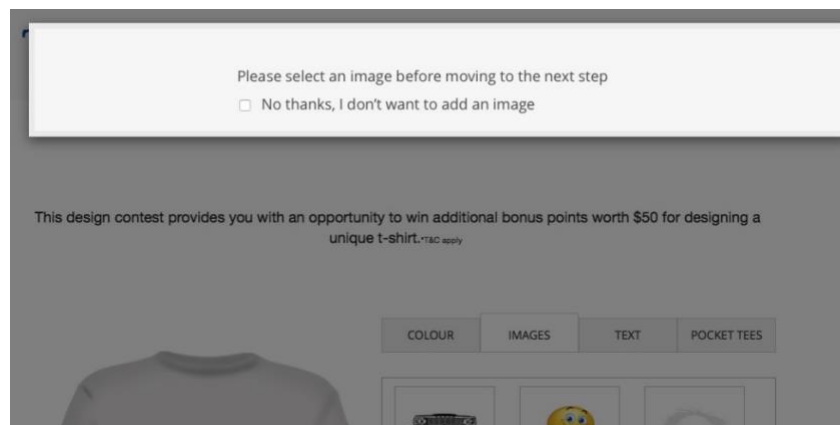 Please select an image before moving to the next step
No thanks, I don't want to add an image
This design contest provides you with an opportunity to win additional bonus points worth $50 for designing a
unique t-shirt.*T&C apply
COLOUR
IMAGES
TEXT
POCKET TEES